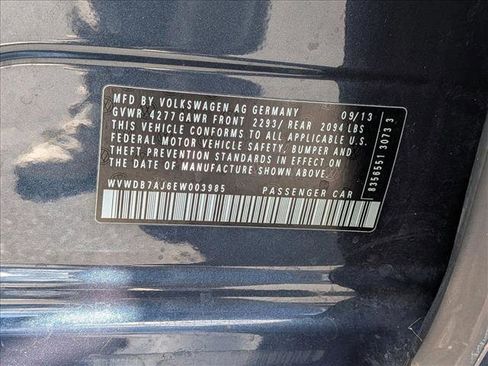 MFD BY VOLKSWAGEN AG GERMANY 09/13
GVWR 4277 GAWR FRONT 2293/ REAR 2094 LBS
THIS VEHICLE CONFORMS TO ALL APPLICABLE U.S.
FEDERAL MOTOR VEHICLE SAFETY, BUMPER AND
THEFT PREVENTION STANDARDS IN EFFECT ON THE
DATE OF MANUFACTURE SHOWN ABOVE.
WVWDB7AJ6EW003985 PASSENGER CAR
8356551 3073 3